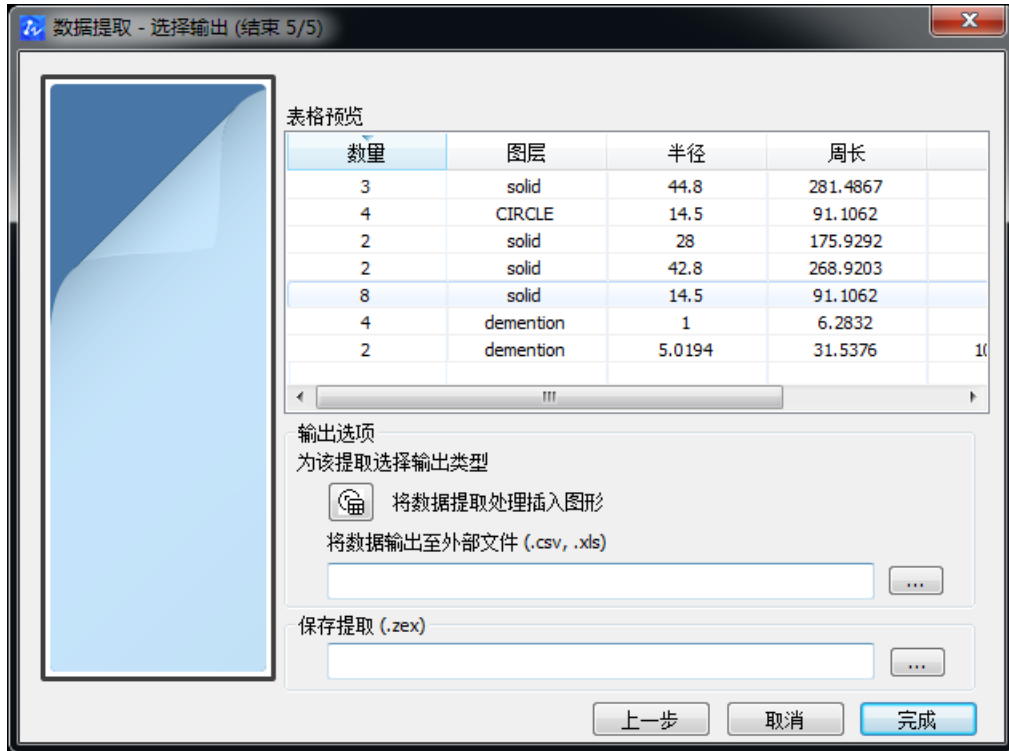 数据提取 - 选择输出 (结束 5/5)
表格预览
数量 图层 半径 周长
3 solid 44.8 281.4867
4 CIRCLE 14.5 91.1062
2 solid 28 175.9292
2 solid 42.8 268.9203
8 solid 14.5 91.1062
4 demention 1 6.2832
2 demention 5.0194 31.5376
输出选项
为该提取选择输出类型
将数据提取处理插入图形
将数据输出至外部文件 (.csv, .xls)
...
保存提取 (.zex)
...
上一步 取消 完成